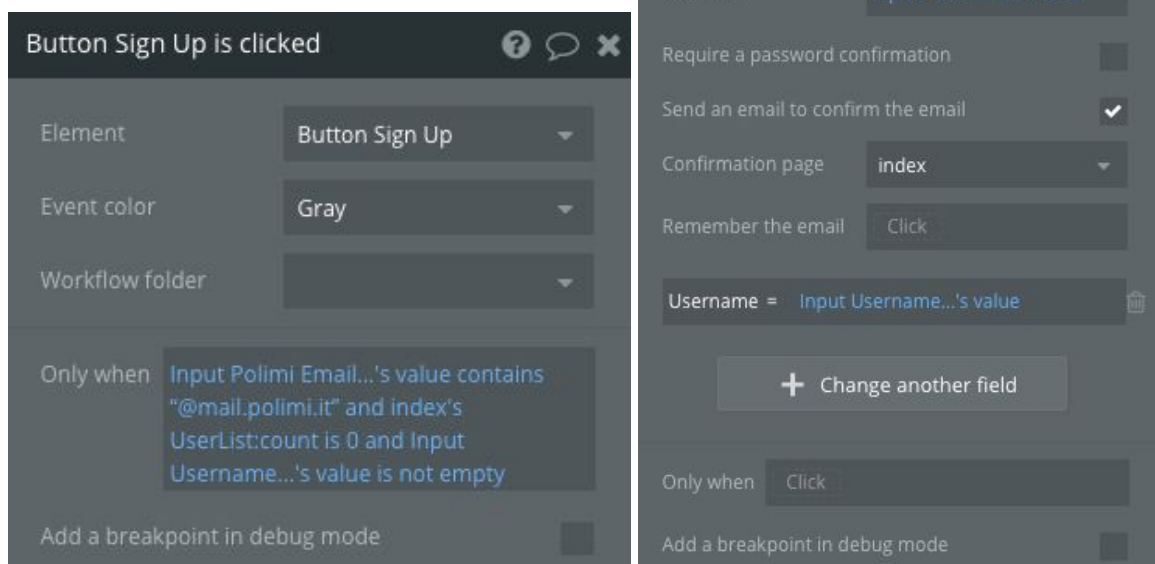 Button Sign Up is clicked
Element
Button Sign Up
Event color
Gray
Workflow folder
Only when
Input Polimi Email...'s value contains
“@mail.polimi.it” and index's
UserList:count is 0 and Input
Username...'s value is not empty
Add a breakpoint in debug mode
Require a password confirmation
Send an email to confirm the email
Confirmation page
index
Remember the email
Click
Username = Input Username...'s value
+ Change another field
Only when
Click
Add a breakpoint in debug mode